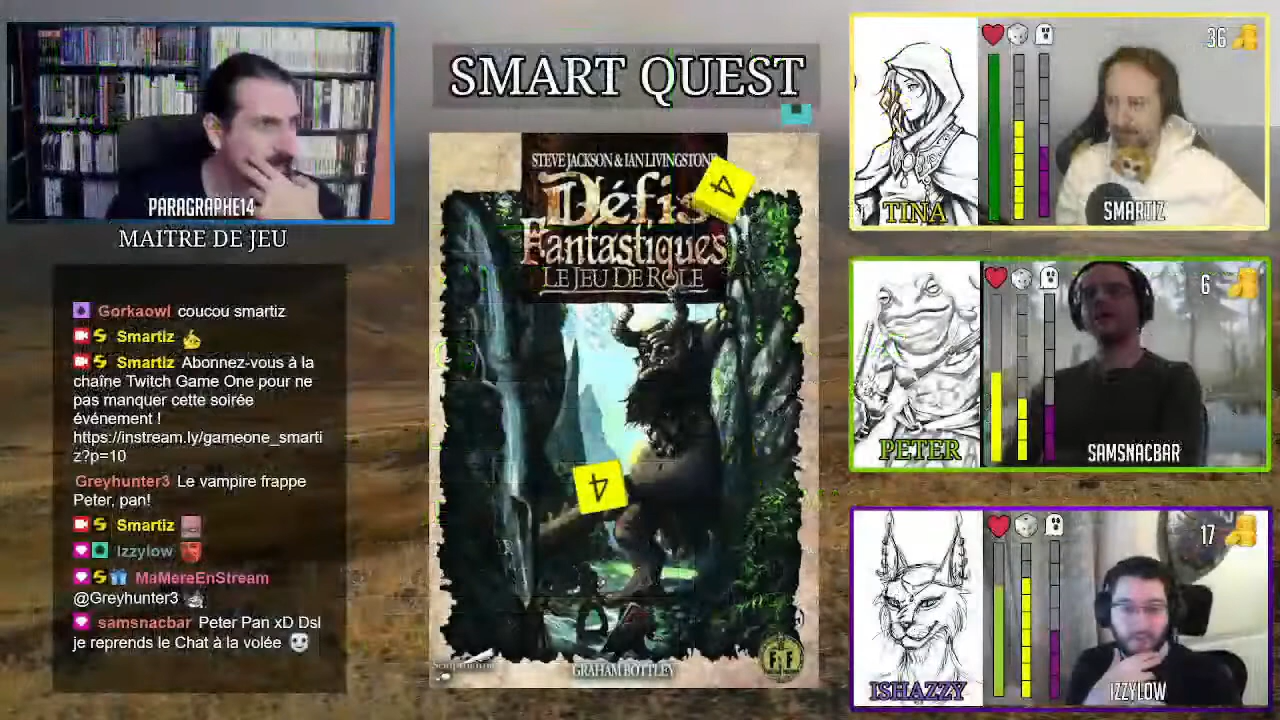 SMART QUEST
PARAGRAPHE14
MAITRE DE JEU
Gorkaowl coucou smartiz
Smartiz
Smartiz Abonnez-vous à la
chaîne Twitch Game One pour ne
pas manquer cette soirée
événement !
https://instream.ly/gameone_smarti
z?p=10
Greyhunter3 Le vampire frappe
Peter, pan!
Smartiz
Izzylow
MaMereEnStream
@Greyhunter3
samsnacbar Peter Pan xD Dsl
je reprends le Chat à la volée
STEVE JACKSON & IAN LIVINGSTONE
Défis
Fantastiques
LE JEU DE RÔLE
4
4
GRAHAM BOTTLEY
FF
36
TINA
SMARTIZ
6
PETER
SAMSNACBAR
17
ISHAZZY
IZZYLOW